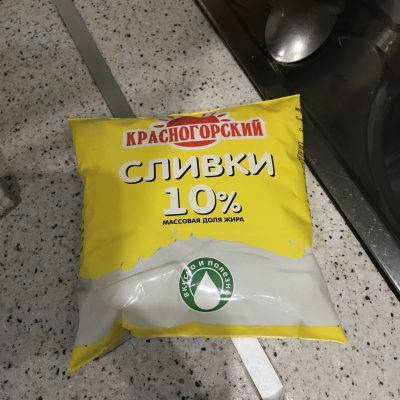 КРАСНОГОРСКИЙ
СЛИВКИ
10%
МАССОВАЯ ДОЛЯ ЖИРА
вкусно и полезно